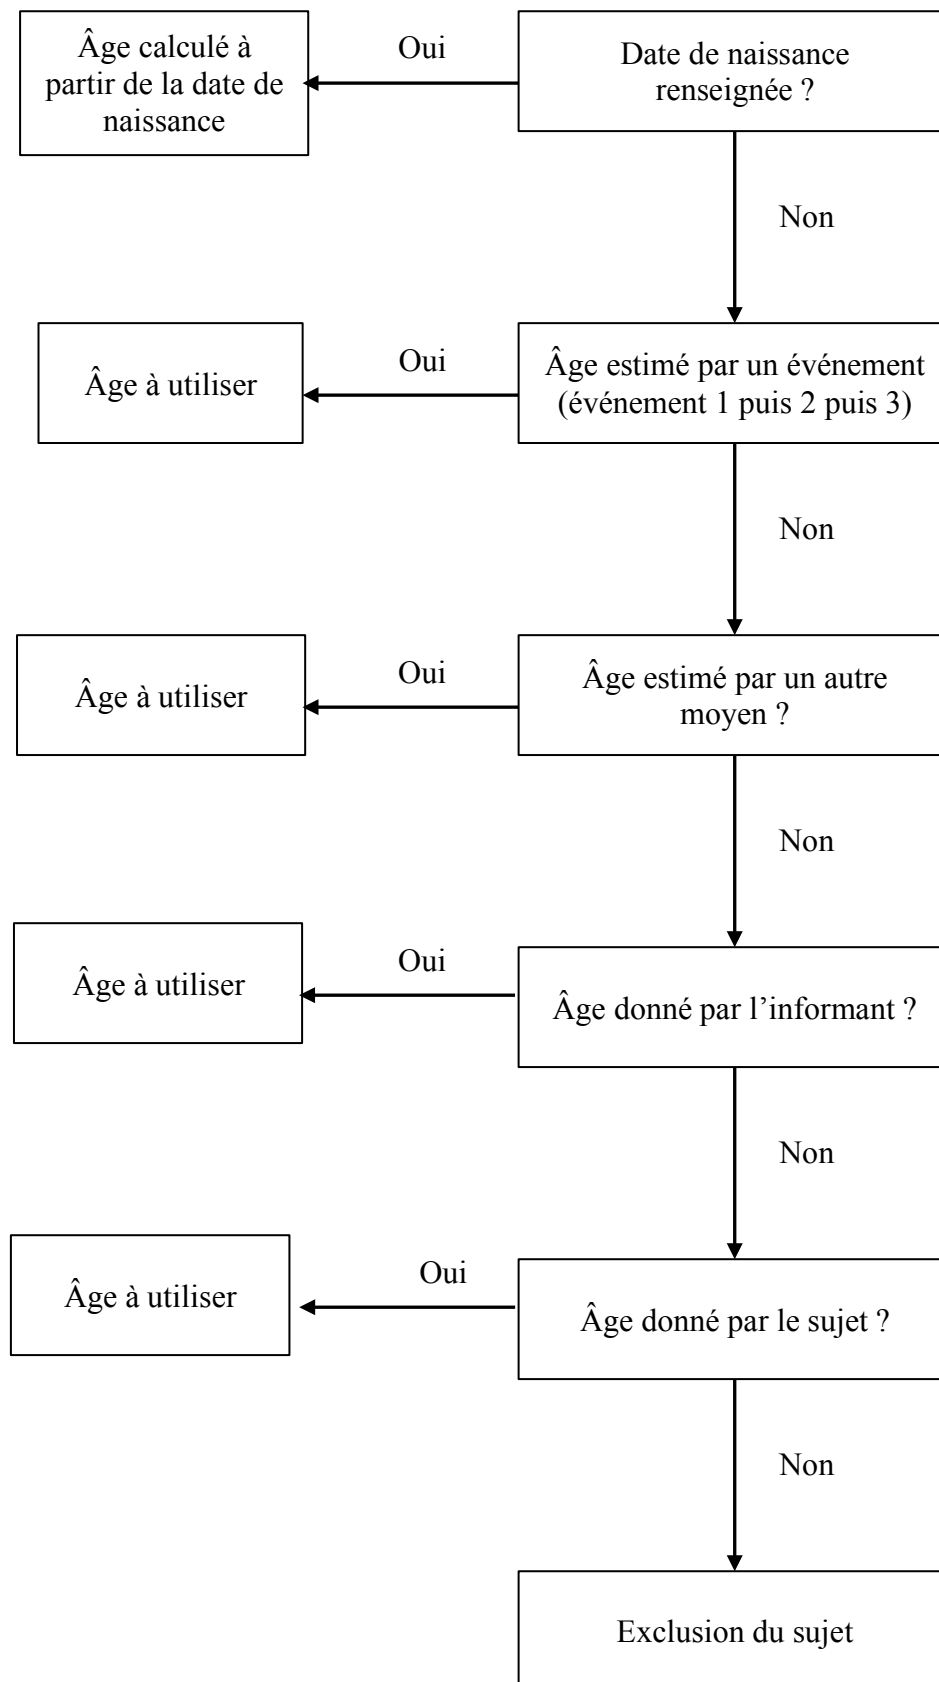 Âge calculé à
partir de la date de
naissance
Oui
Date de naissance
renseignée ?
Non
Âge à utiliser
Oui
Âge estimé par un événement
(événement 1 puis 2 puis 3)
Non
Âge à utiliser
Oui
Âge estimé par un autre
moyen ?
Non
Âge à utiliser
Oui
Âge donné par l’informant ?
Non
Âge à utiliser
Oui
Âge donné par le sujet ?
Non
Exclusion du sujet